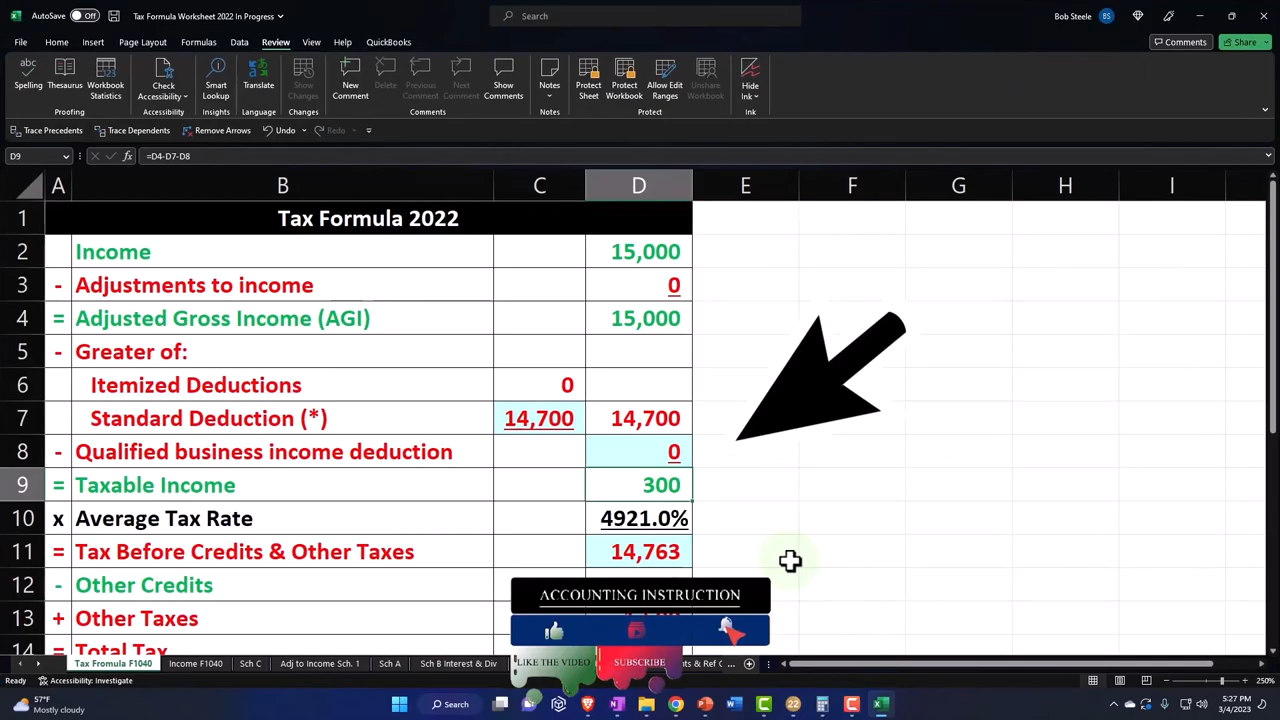 AutoSave Off Tax Formula Worksheet 2022 In Progress Search Bob Steele BS
File Home Insert Page Layout Formulas Data Review View Help QuickBooks Comments Share
Spelling Thesaurus Workbook Statistics Check Accessibility Smart Lookup Translate Show Changes New Comment Delete Previous Comment Next Comment Show Comments Notes Protect Sheet Protect Workbook Allow Edit Ranges Unshare Workbook Hide Ink
Proofing Accessibility Insights Language Changes Comments Notes Protect Ink
Trace Precedents Trace Dependents Remove Arrows Undo Redo
D9 fx =D4-D7-D8
A B C D E F G H I
1 Tax Formula 2022
2 Income 15,000
3 - Adjustments to income 0
4 = Adjusted Gross Income (AGI) 15,000
5 - Greater of:
6 Itemized Deductions 0
7 Standard Deduction (*) 14,700 14,700
8 - Qualified business income deduction 0
9 = Taxable Income 300
10 x Average Tax Rate 4921.0%
11 = Tax Before Credits & Other Taxes 14,763
12 - Other Credits
13 + Other Taxes
14 = Total Tax
ACCOUNTING INSTRUCTION
LIKE THE VIDEO SUBSCRIBE
Tax Fromula F1040 Income F1040 Sch C Adj to Income Sch. 1 Sch A Sch B Interest & Div ts & Ref C ...
Ready Accessibility: Investigate 250%
57°F
Mostly cloudy
Search
22
5:27 PM
3/4/2023